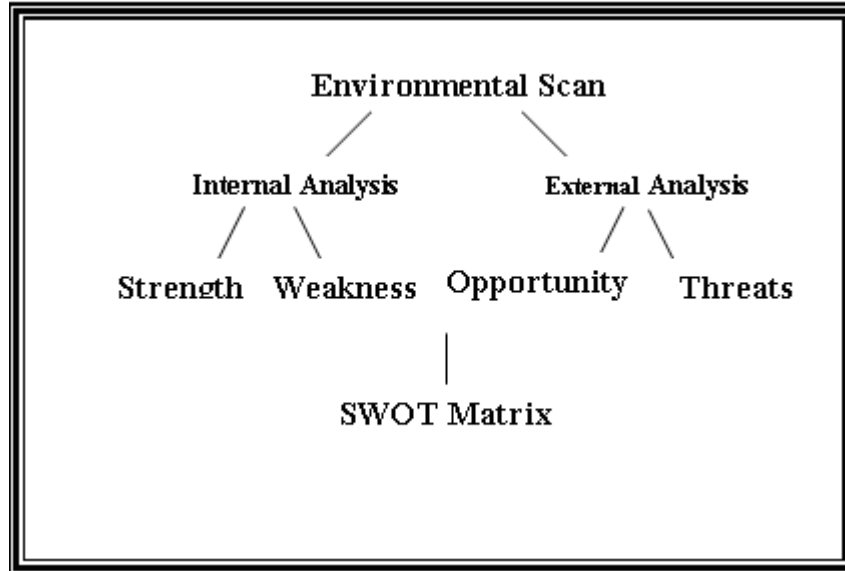 Environmental Scan
Internal Analysis External Analysis
Strength Weakness Opportunity Threats
SWOT Matrix